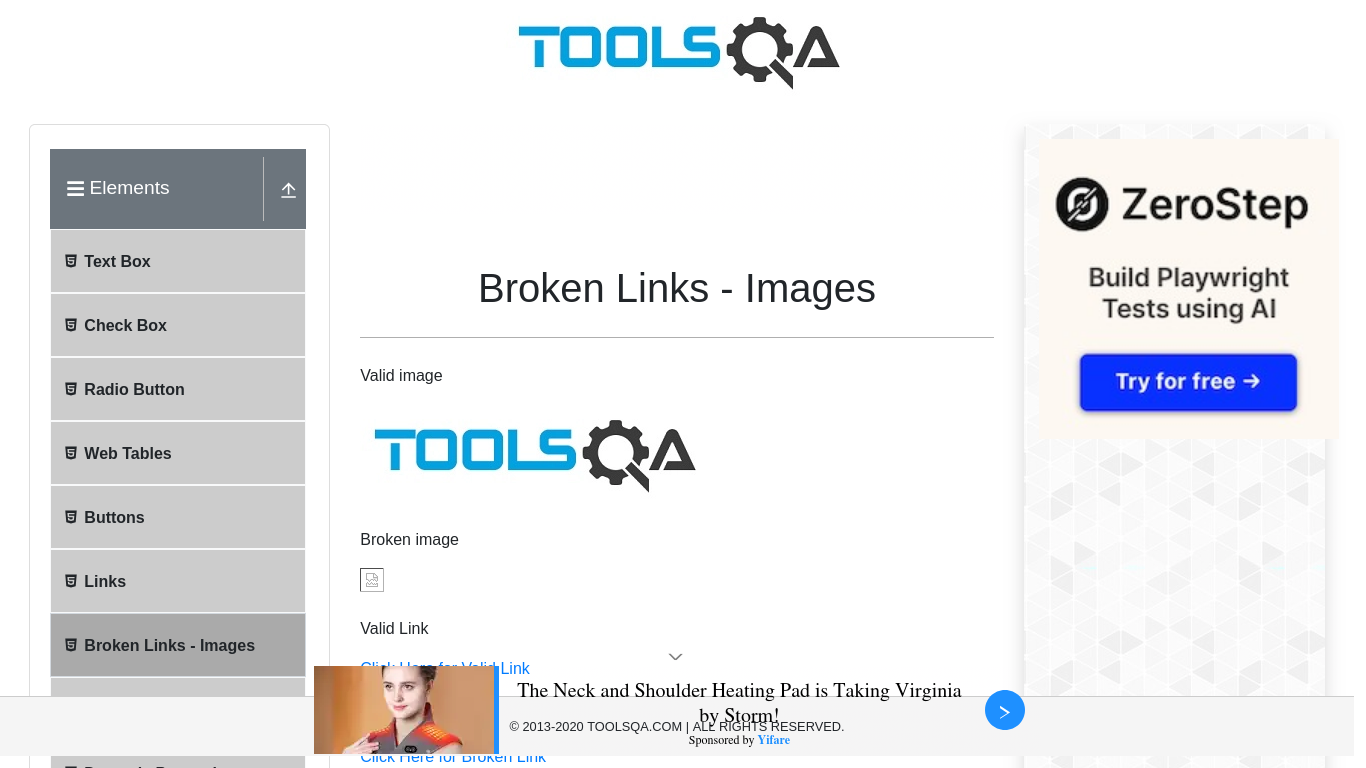 TOOLSQA
Elements
Text Box
Check Box
Radio Button
Web Tables
Buttons
Links
Broken Links - Images
Broken Links - Images
Valid image
TOOLSQA
Broken image
Valid Link
Click Here for Valid Link
Click Here for Broken Link
ZeroStep
Build Playwright
Tests using AI
Try for free →
The Neck and Shoulder Heating Pad is Taking Virginia
by Storm!
Sponsored by Yifare
© 2013-2020 TOOLSQA.COM | ALL RIGHTS RESERVED.